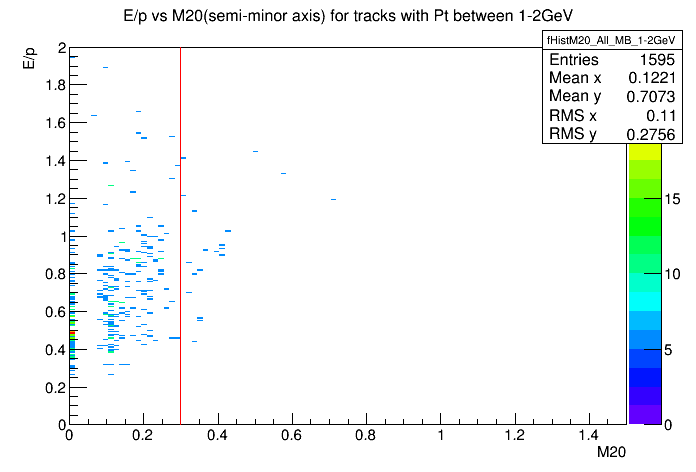 E/p vs M20(semi-minor axis) for tracks with Pt between 1-2GeV
fHistM20_All_MB_1-2GeV
Entries 1595
Mean x 0.1221
Mean y 0.7073
RMS x 0.11
RMS y 0.2756
E/p
2
1.8
1.6
1.4
1.2
1
0.8
0.6
0.4
0.2
0
0 0.2 0.4 0.6 0.8 1 1.2 1.4
M20
15
10
5
0